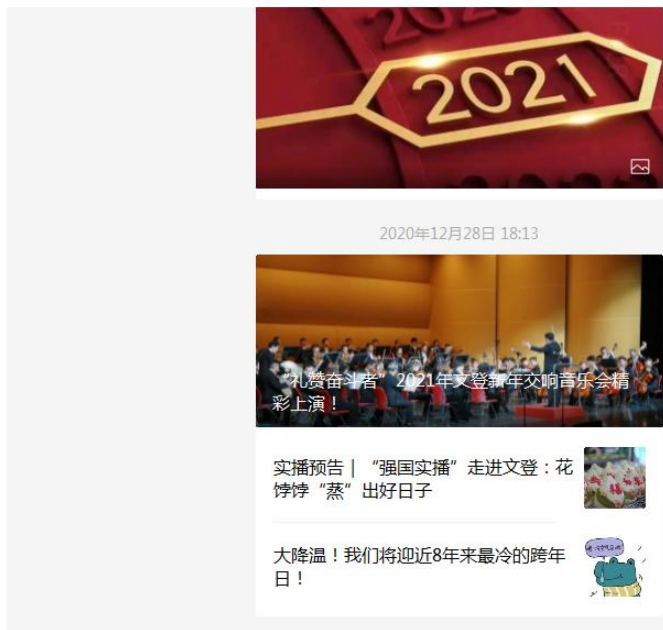 2021
2020年12月28日 18:13
“礼赞奋斗者”2021年文登新年交响音乐会精
彩上演！
实播预告 | “强国实播”走进文登：花
饽饽“蒸”出好日子
大降温！我们将迎近8年来最冷的跨年
日！